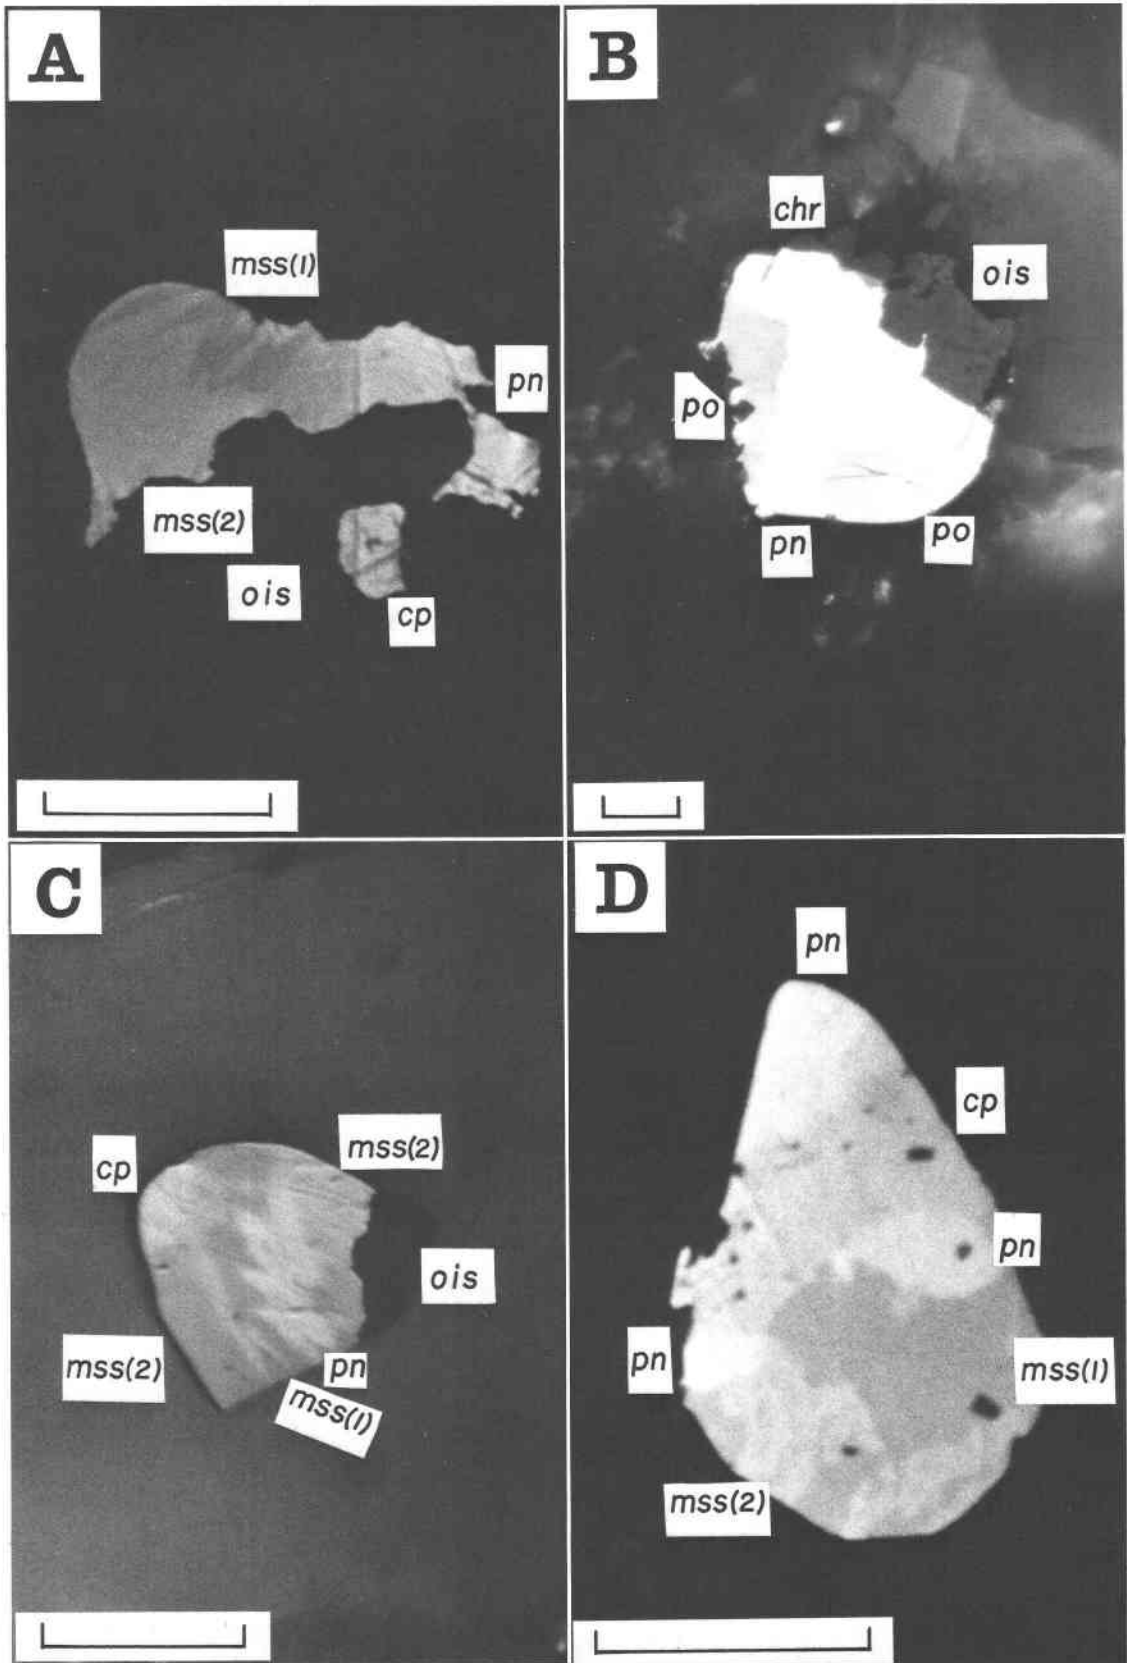 A
mss(1)
pn
mss(2)
ois
cp
B
chr
ois
po
pn
po
C
mss(2)
cp
ois
mss(2)
pn
mss(1)
D
pn
cp
pn
pn
mss(1)
mss(2)